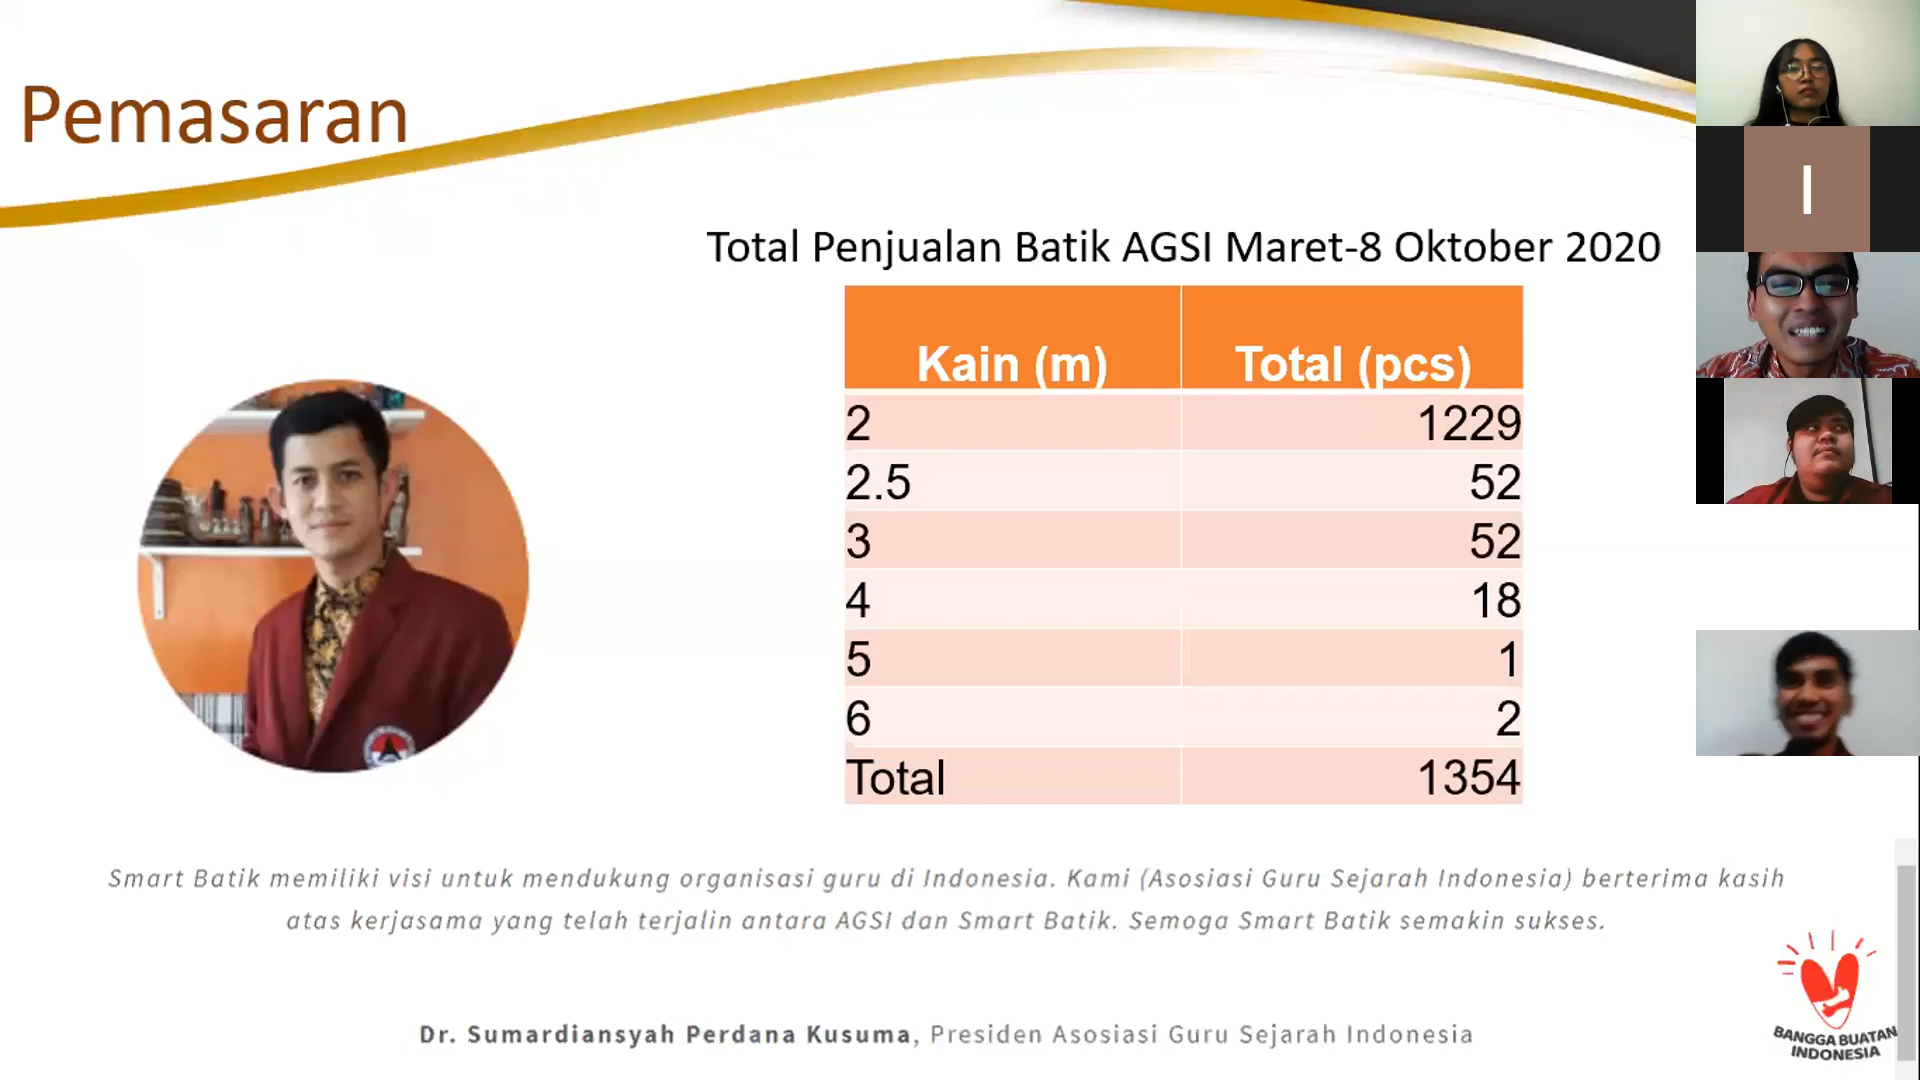 Pemasaran
Total Penjualan Batik AGSI Maret-8 Oktober 2020
Kain (m) Total (pcs)
2 1229
2.5 52
3 52
4 18
5 1
6 2
Total 1354
Smart Batik memiliki visi untuk mendukung organisasi guru di Indonesia. Kami (Asosiasi Guru Sejarah Indonesia) berterima kasih
atas kerjasama yang telah terjalin antara AGSI dan Smart Batik. Semoga Smart Batik semakin sukses.
Dr. Sumardiansyah Perdana Kusuma, Presiden Asosiasi Guru Sejarah Indonesia
I
BANGGA BUATAN
INDONESIA